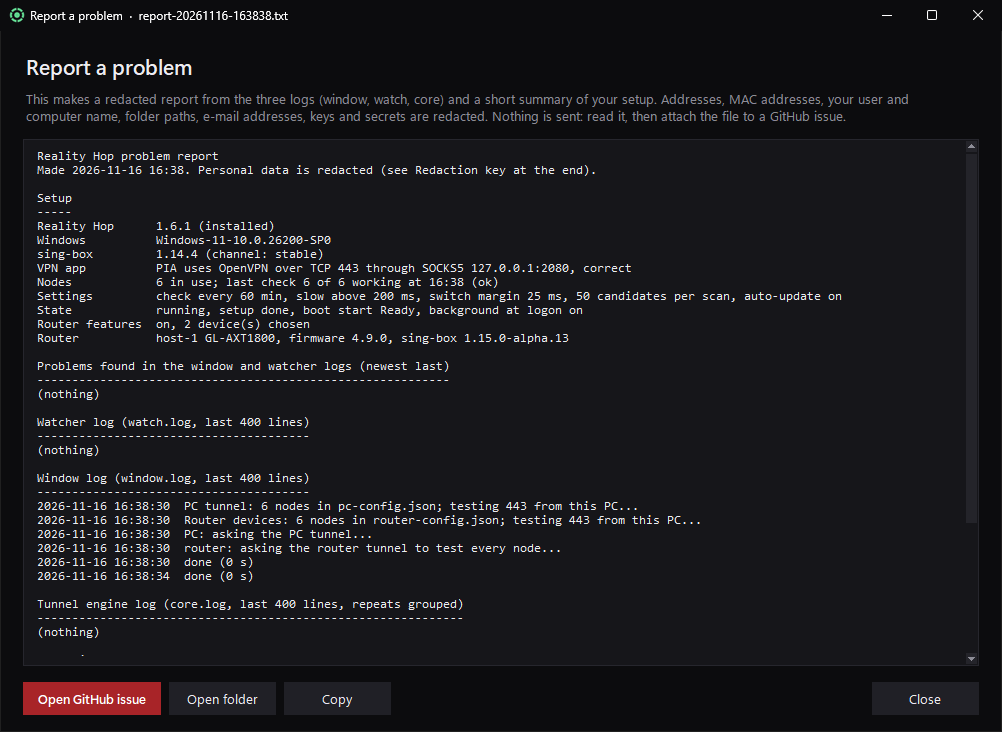 Report a problem · report-20261116-163838.txt
Report a problem
This makes a redacted report from the three logs (window, watch, core) and a short summary of your setup. Addresses, MAC addresses, your user and
computer name, folder paths, e-mail addresses, keys and secrets are redacted. Nothing is sent: read it, then attach the file to a GitHub issue.
Reality Hop problem report
Made 2026-11-16 16:38. Personal data is redacted (see Redaction key at the end).
Setup
-----
Reality Hop      1.6.1 (installed)
Windows          Windows-11-10.0.26200-SP0
sing-box         1.14.4 (channel: stable)
VPN app          PIA uses OpenVPN over TCP 443 through SOCKS5 127.0.0.1:2080, correct
Nodes            6 in use; last check 6 of 6 working at 16:38 (ok)
Settings         check every 60 min, slow above 200 ms, switch margin 25 ms, 50 candidates per scan, auto-update on
State            running, setup done, boot start Ready, background at logon on
Router features  on, 2 device(s) chosen
Router           host-1 GL-AXT1800, firmware 4.9.0, sing-box 1.15.0-alpha.13
Problems found in the window and watcher logs (newest last)
-----------------------------------------------------------
(nothing)
Watcher log (watch.log, last 400 lines)
---------------------------------------
(nothing)
Window log (window.log, last 400 lines)
---------------------------------------
2026-11-16 16:38:30  PC tunnel: 6 nodes in pc-config.json; testing 443 from this PC...
2026-11-16 16:38:30  Router devices: 6 nodes in router-config.json; testing 443 from this PC...
2026-11-16 16:38:30  PC: asking the PC tunnel...
2026-11-16 16:38:30  router: asking the router tunnel to test every node...
2026-11-16 16:38:30  done (0 s)
2026-11-16 16:38:34  done (0 s)
Tunnel engine log (core.log, last 400 lines, repeats grouped)
-------------------------------------------------------------
(nothing)
Open GitHub issue
Open folder
Copy
Close